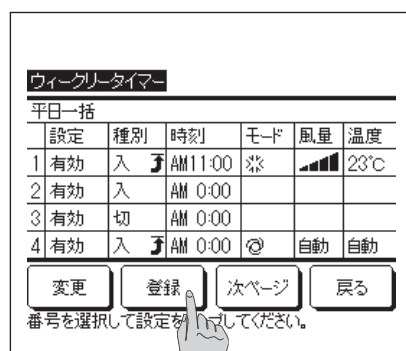 ウィークリータイマー
平日一括
設定 種別 時刻 モード 風量 温度
1 有効 入 AM11:00 23℃
2 有効 入 AM 0:00
3 有効 切 AM 0:00
4 有効 入 AM 0:00 自動 自動
変更 登録 次ページ 戻る
番号を選択して設定を プしてください。